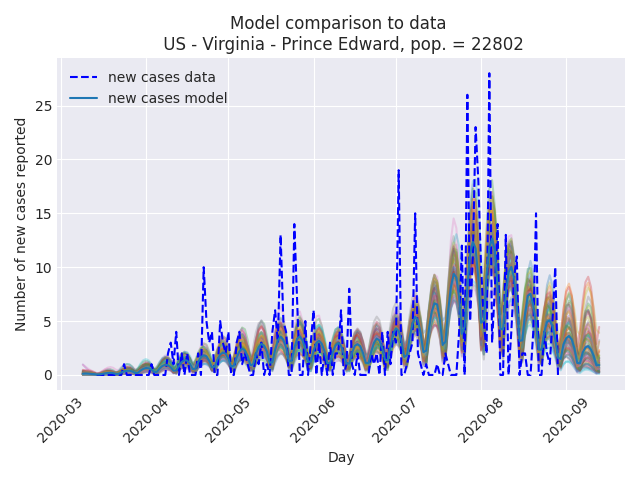 Model comparison to data
US - Virginia - Prince Edward, pop. = 22802
new cases data
new cases model
Number of new cases reported
25
20
15
10
5
0
2020-03
2020-04
2020-05
2020-06
2020-07
2020-08
2020-09
Day